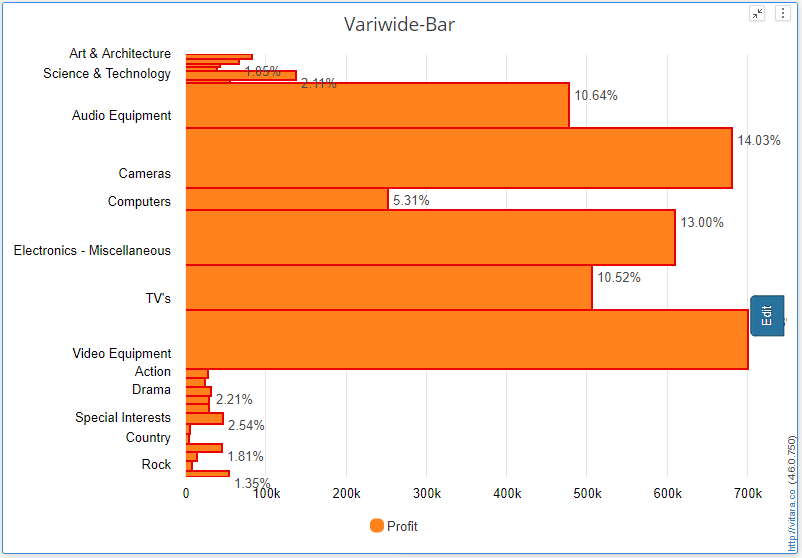 Variwide-Bar
Art & Architecture
1.05%
Science & Technology
2.11%
10.64%
Audio Equipment
14.03%
Cameras
5.31%
Computers
13.00%
Electronics - Miscellaneous
10.52%
TV's
Edit
Video Equipment
Action
Drama
2.21%
Special Interests
2.54%
Country
1.81%
Rock
1.35%
0 100k 200k 300k 400k 500k 600k 700k
Profit
http://vitara.co (4.6.0.750)